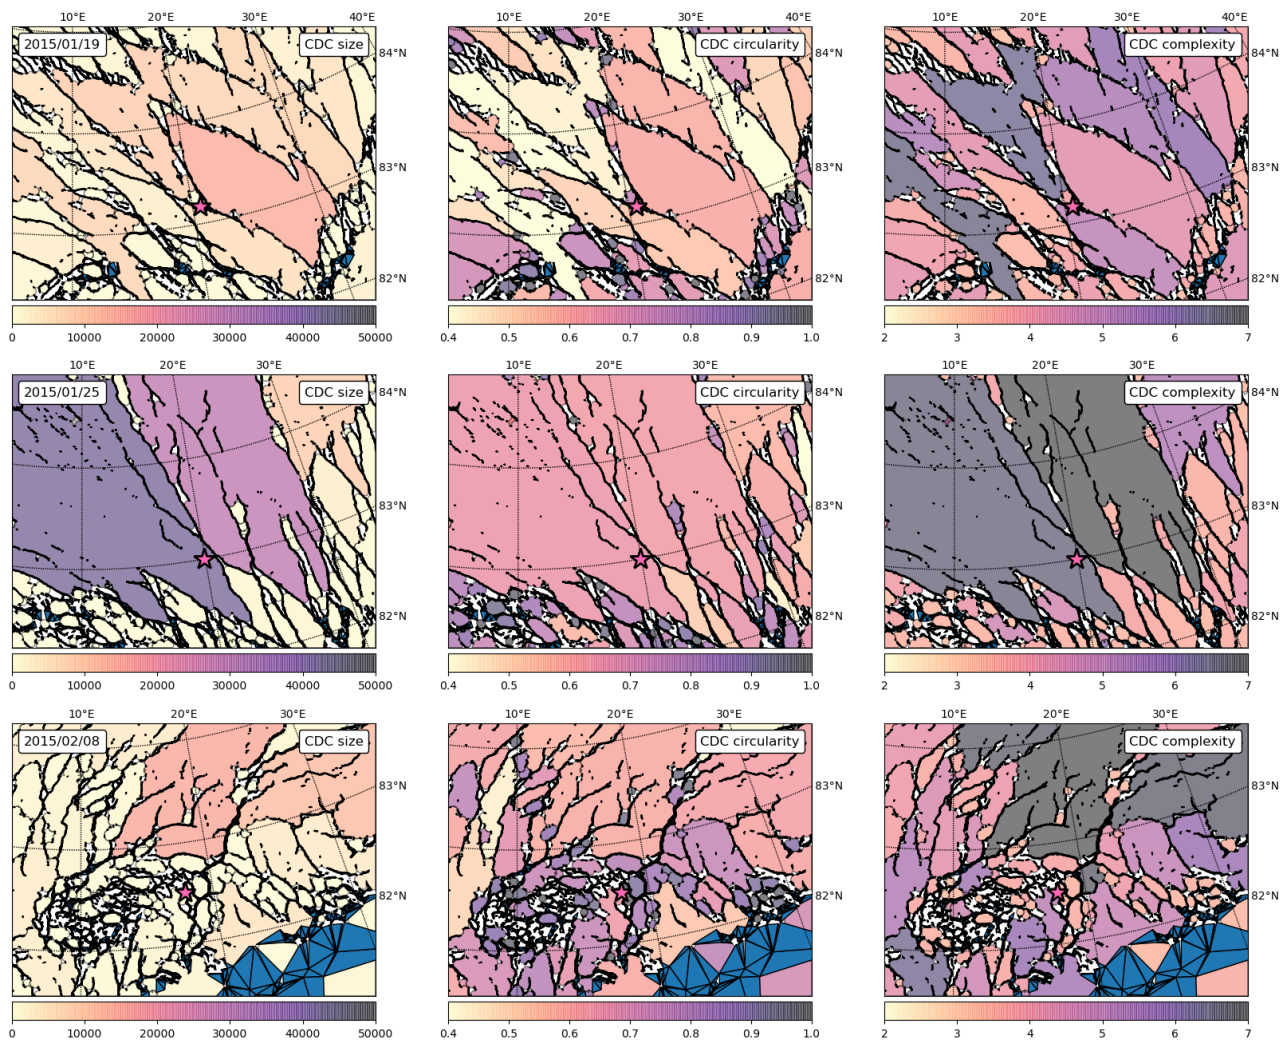 10°E 20°E 30°E 40°E 10°E 20°E 30°E 40°E 10°E 20°E 30°E 40°E
2015/01/19 CDC size CDC circularity CDC complexity
84°N 84°N 84°N
83°N 83°N 83°N
82°N 82°N 82°N
0 10000 20000 30000 40000 50000 0.4 0.5 0.6 0.7 0.8 0.9 1.0 2 3 4 5 6 7
20°E 30°E 10°E 20°E 30°E 10°E 20°E 30°E
2015/01/25 CDC size CDC circularity CDC complexity
84°N 84°N 84°N
83°N 83°N 83°N
82°N 82°N 82°N
0 10000 20000 30000 40000 50000 0.4 0.5 0.6 0.7 0.8 0.9 1.0 2 3 4 5 6 7
10°E 20°E 30°E 10°E 20°E 30°E 10°E 20°E 30°E
2015/02/08 CDC size CDC circularity CDC complexity
83°N 83°N 83°N
82°N 82°N 82°N
0 10000 20000 30000 40000 50000 0.4 0.5 0.6 0.7 0.8 0.9 1.0 2 3 4 5 6 7